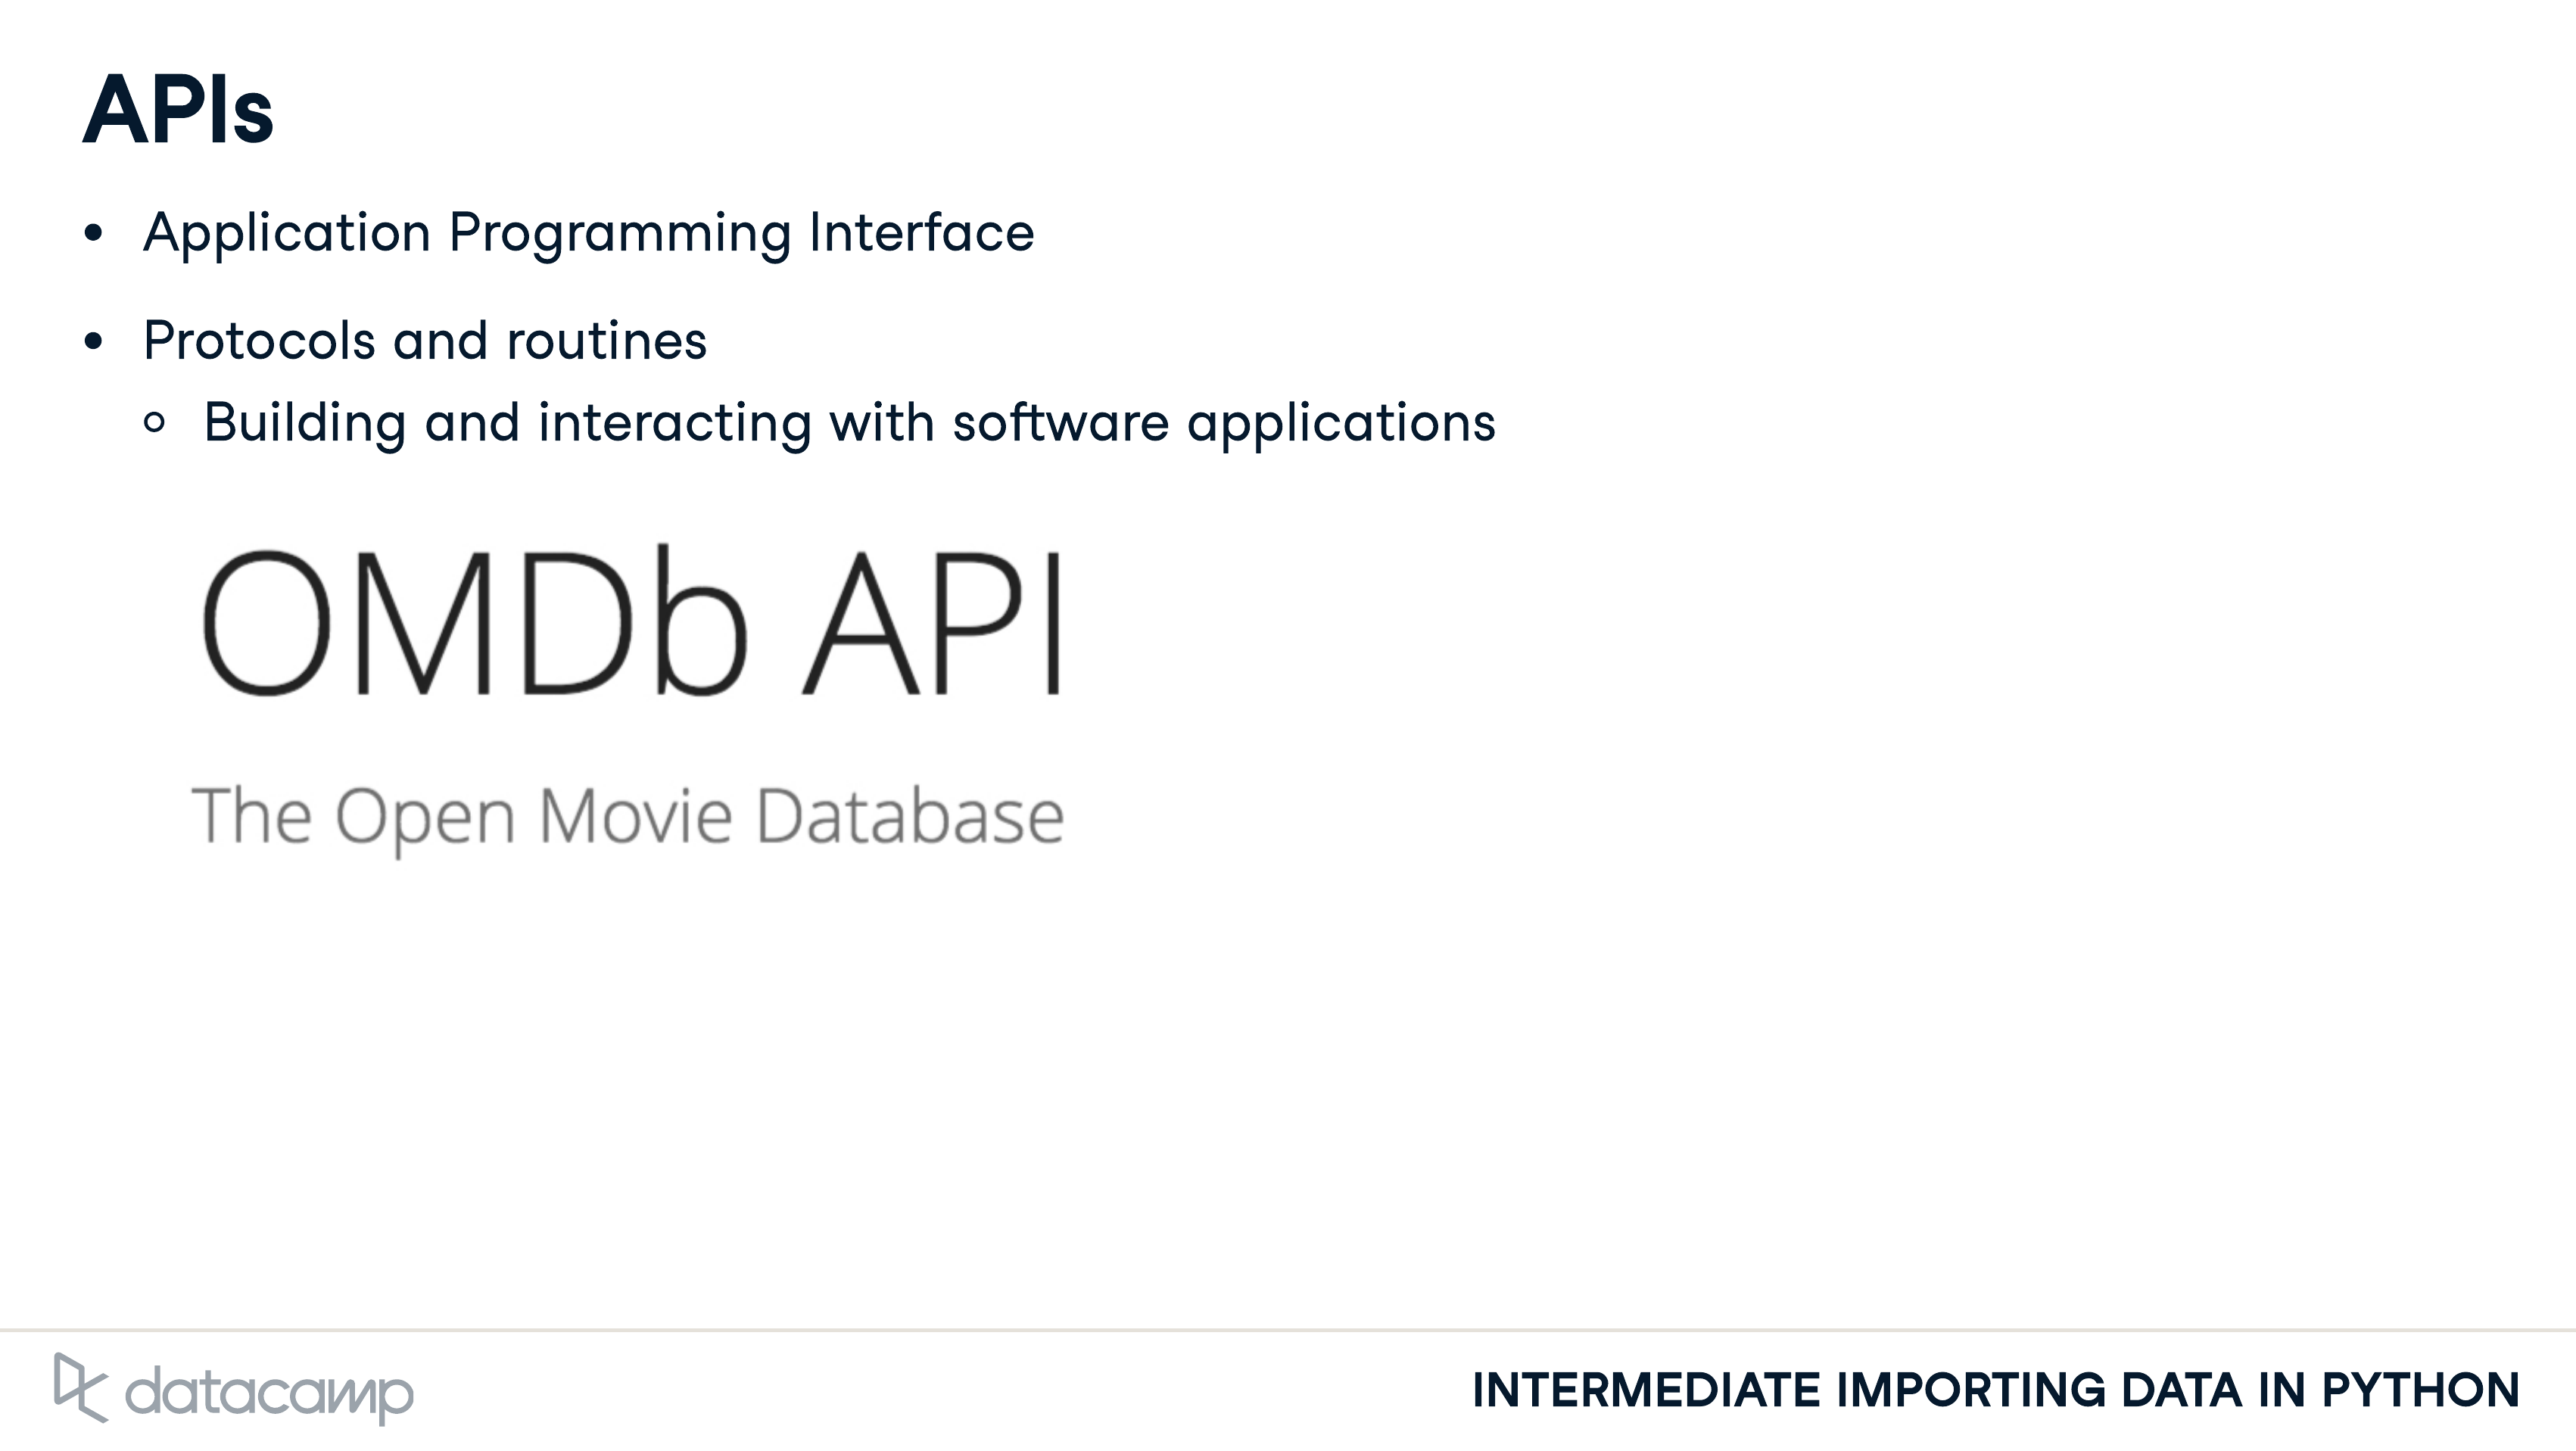 APIs
• Application Programming Interface
• Protocols and routines
○ Building and interacting with software applications
OMDb API
The Open Movie Database
datacamp
INTERMEDIATE IMPORTING DATA IN PYTHON